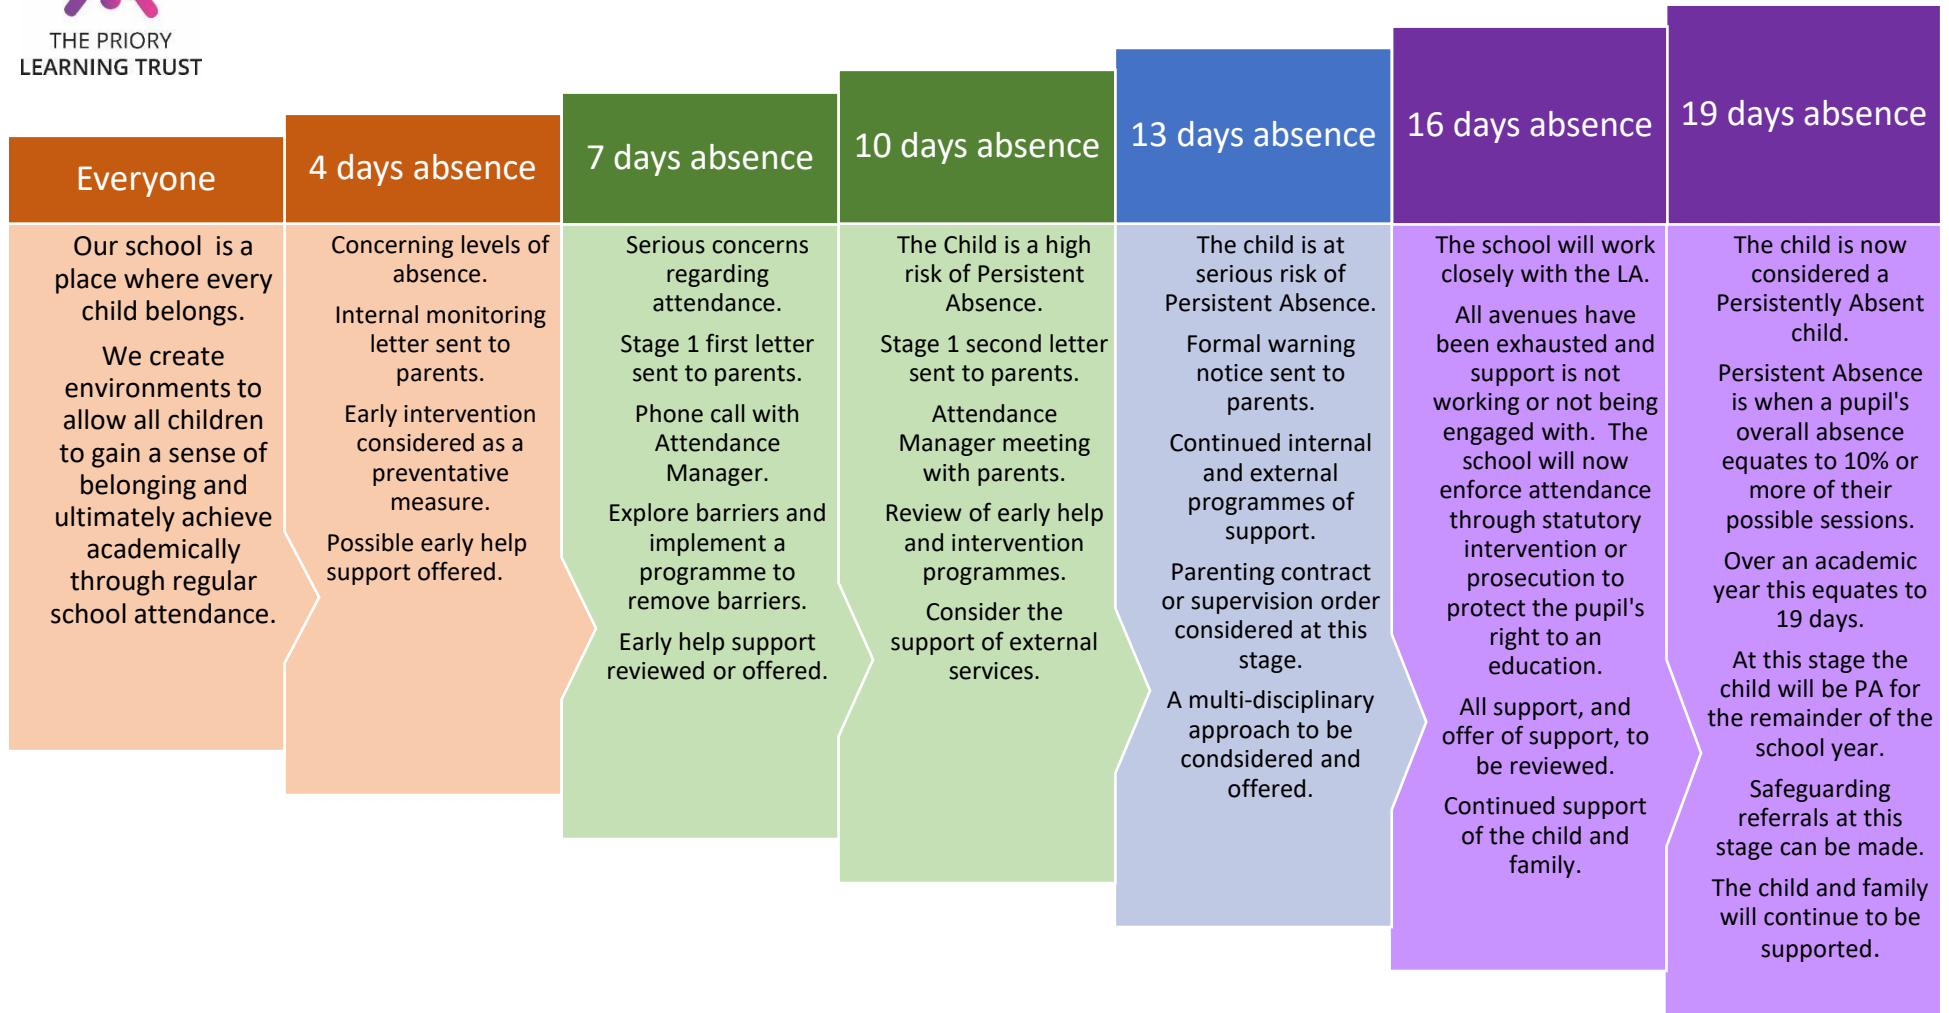 THE PRIORY
LEARNING TRUST
Everyone
Our school  is a
place where every
child belongs.
We create
environments to
allow all children
to gain a sense of
belonging and
ultimately achieve
academically
through regular
school attendance.
4 days absence
Concerning levels of
absence.
Internal monitoring
letter sent to
parents.
Early intervention
considered as a
preventative
measure.
Possible early help
support offered.
7 days absence
Serious concerns
regarding
attendance.
Stage 1 first letter
sent to parents.
Phone call with
Attendance
Manager.
Explore barriers and
implement a
programme to
remove barriers.
Early help support
reviewed or offered.
10 days absence
The Child is a high
risk of Persistent
Absence.
Stage 1 second letter
sent to parents.
Attendance
Manager meeting
with parents.
Review of early help
and intervention
programmes.
Consider the
support of external
services.
13 days absence
The child is at
serious risk of
Persistent Absence.
Formal warning
notice sent to
parents.
Continued internal
and external
programmes of
support.
Parenting contract
or supervision order
considered at this
stage.
A multi-disciplinary
approach to be
condsidered and
offered.
16 days absence
The school will work
closely with the LA.
All avenues have
been exhausted and
support is not
working or not being
engaged with.  The
school will now
enforce attendance
through statutory
intervention or
prosecution to
protect the pupil's
right to an
education.
All support, and
offer of support, to
be reviewed.
Continued support
of the child and
family.
19 days absence
The child is now
considered a
Persistently Absent
child.
Persistent Absence
is when a pupil's
overall absence
equates to 10% or
more of their
possible sessions.
Over an academic
year this equates to
19 days.
At this stage the
child will be PA for
the remainder of the
school year.
Safeguarding
referrals at this
stage can be made.
The child and family
will continue to be
supported.